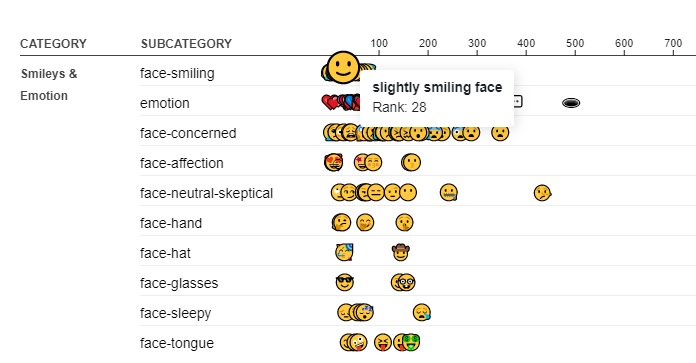 CATEGORY SUBCATEGORY 100 200 300 400 500 600 700
Smileys &
Emotion
face-smiling
slightly smiling face
Rank: 28
emotion
face-concerned
face-affection
face-neutral-skeptical
face-hand
face-hat
face-glasses
face-sleepy
face-tongue